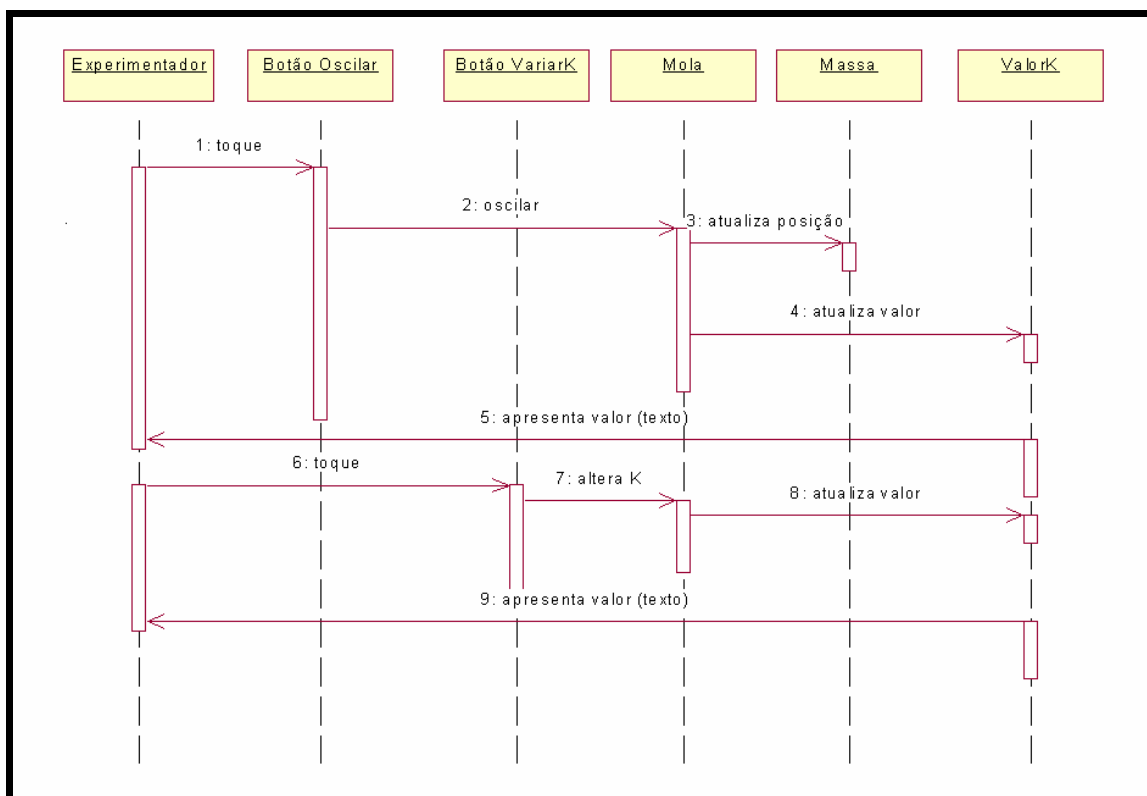 Experimentador
Botão Oscilar
Botão VariarK
Mola
Massa
ValorK
1: toque
2: oscilar
3: atualiza posição
4: atualiza valor
5: apresenta valor (texto)
6: toque
7: altera K
8: atualiza valor
9: apresenta valor (texto)